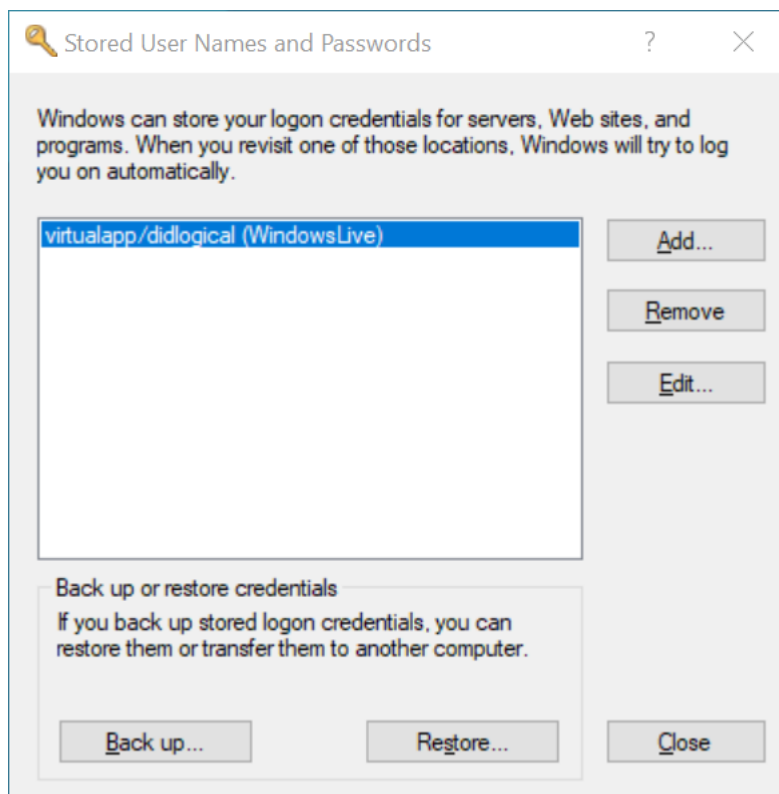 Stored User Names and Passwords
Windows can store your logon credentials for servers, Web sites, and
programs. When you revisit one of those locations, Windows will try to log
you on automatically.
virtualapp/didlogical (WindowsLive)
Add...
Remove
Edit...
Back up or restore credentials
If you back up stored logon credentials, you can
restore them or transfer them to another computer.
Back up...
Restore...
Close